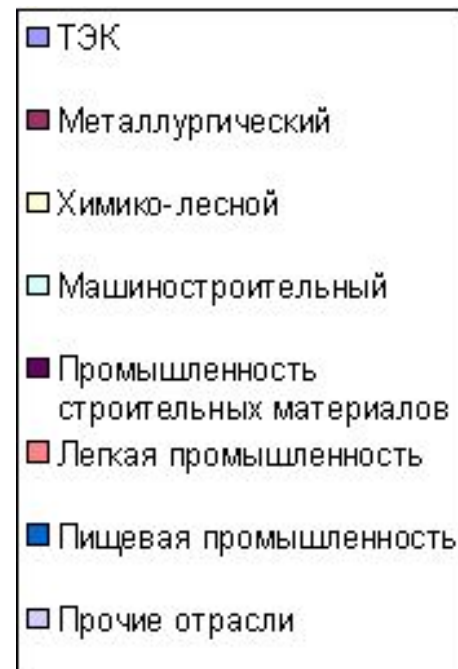 ТЭК
Металлургический
Химико-лесной
Машиностроительный
Промышленность
строительных материалов
Легкая промышленность
Пищевая промышленность
Прочие отрасли